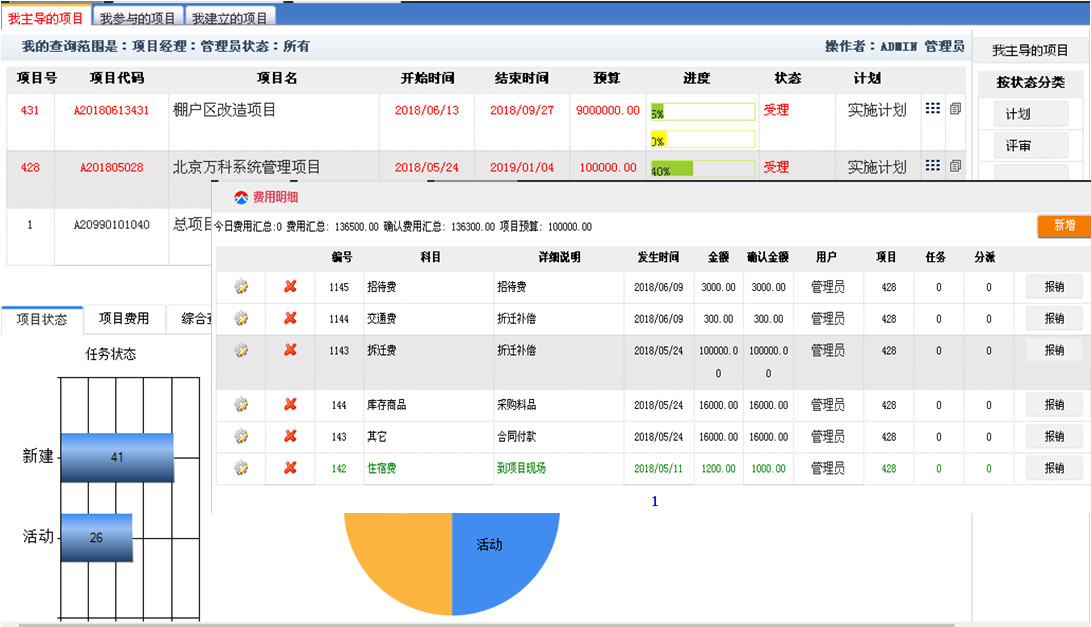 我主导的项目 我参与的项目 我建立的项目
我的查询范围是：项目经理：管理员状态：所有 操作者：ADMIN 管理员
我主导的项目
项目号 项目代码 项目名 开始时间 结束时间 预算 进度 状态 计划
按状态分类
431 A20180613431 棚户区改造项目 2018/06/13 2018/09/27 9000000.00 5% 受理 实施计划
计划
0%
评审
428 A201805028 北京万科系统管理项目 2018/05/24 2019/01/04 100000.00 40% 受理 实施计划
费用明细
1 A20990101040 总项目
今日费用汇总:0 费用汇总: 136500.00 确认费用汇总: 136300.00 项目预算: 100000.00
新增
编号 科目 详细说明 发生时间 金额 确认金额 用户 项目 任务 分派
1145 招待费 招待费 2018/06/09 3000.00 3000.00 管理员 428 0 0 报销
1144 交通费 折迁补偿 2018/06/09 300.00 300.00 管理员 428 0 0 报销
1143 拆迁费 折迁补偿 2018/05/24 100000.0 100000.0 管理员 428 0 0 报销
0 0
144 库存商品 采购料品 2018/05/24 16000.00 16000.00 管理员 428 0 0 报销
143 其它 合同付款 2018/05/24 16000.00 16000.00 管理员 428 0 0 报销
142 住宿费 到项目现场 2018/05/11 1200.00 1000.00 管理员 428 0 0 报销
1
项目状态 项目费用 综合
任务状态
新建 41
活动 26
活动